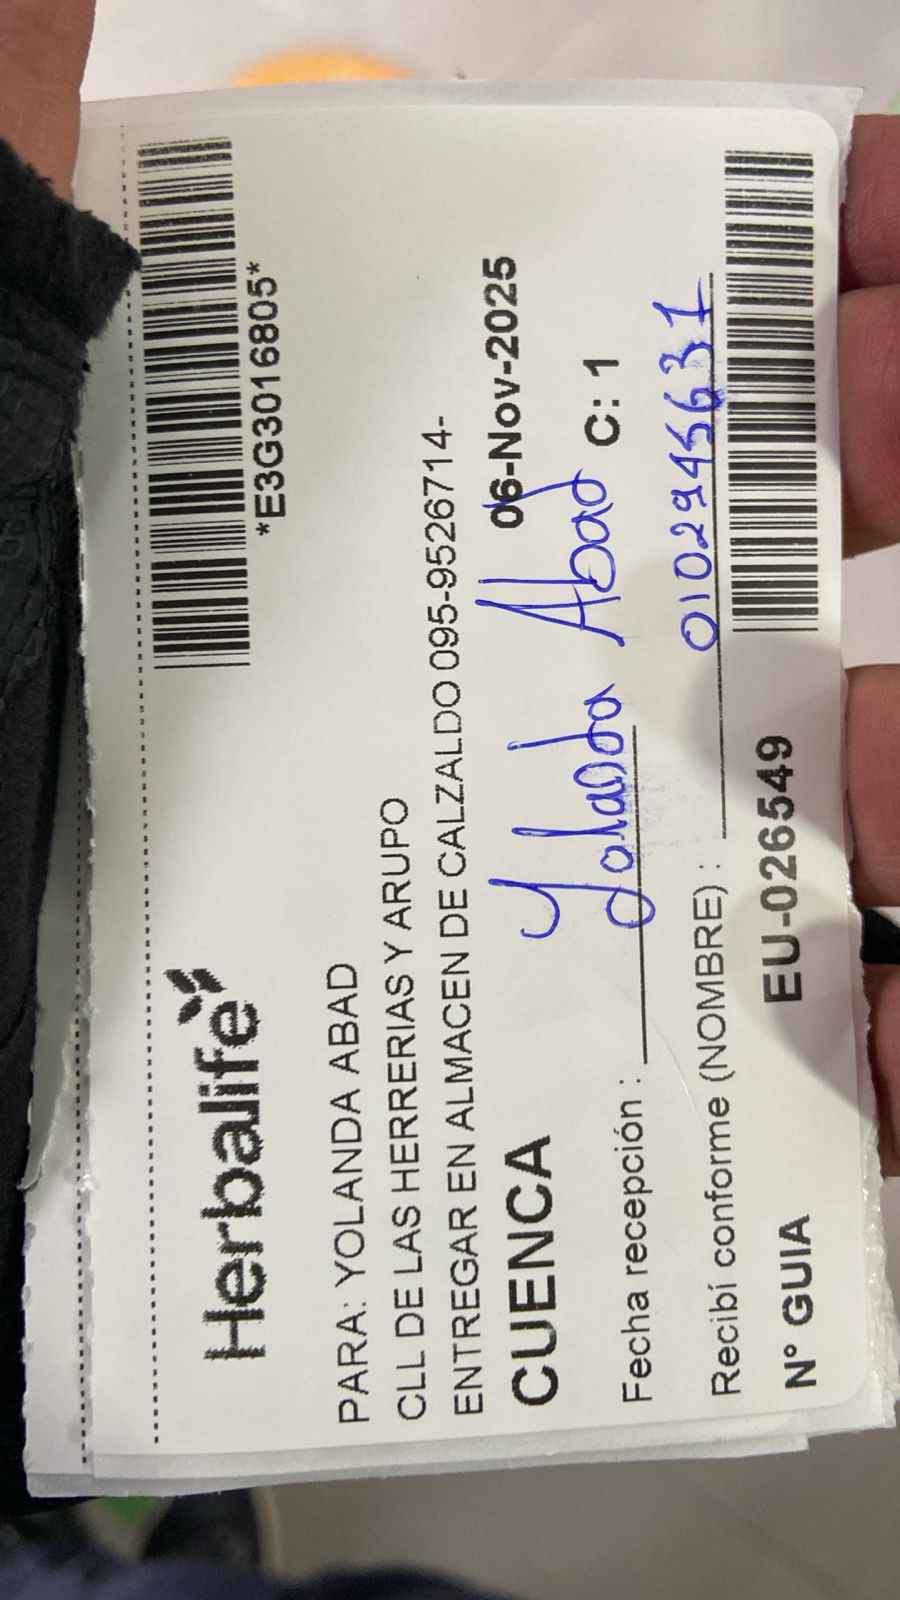 Herbalife
*E3G3016805*
PARA: YOLANDA ABAD
CLL DE LAS HERRERIAS Y ARUPO
ENTREGAR EN ALMACEN DE CALZALDO 095-9526714-
CUENCA 06-Nov-2025
Yolanda Abad
Fecha recepción : C: 1
Recibí conforme (NOMBRE) : 0102945631
N° GUIA EU-026549